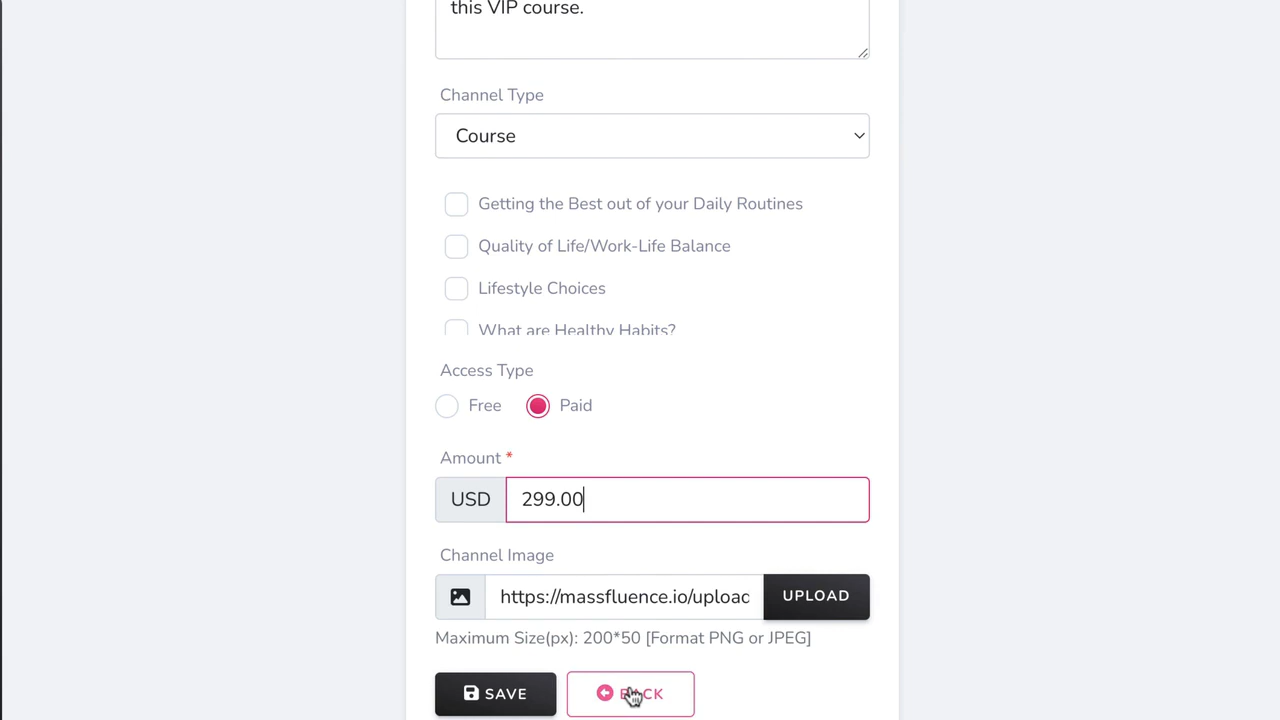 this VIP course.
Channel Type
Course
Getting the Best out of your Daily Routines
Quality of Life/Work-Life Balance
Lifestyle Choices
What are Healthy Habits?
Access Type
Free Paid
Amount *
USD 299.00
Channel Image
https://massfluence.io/upload UPLOAD
Maximum Size(px): 200*50 [Format PNG or JPEG]
SAVE BACK